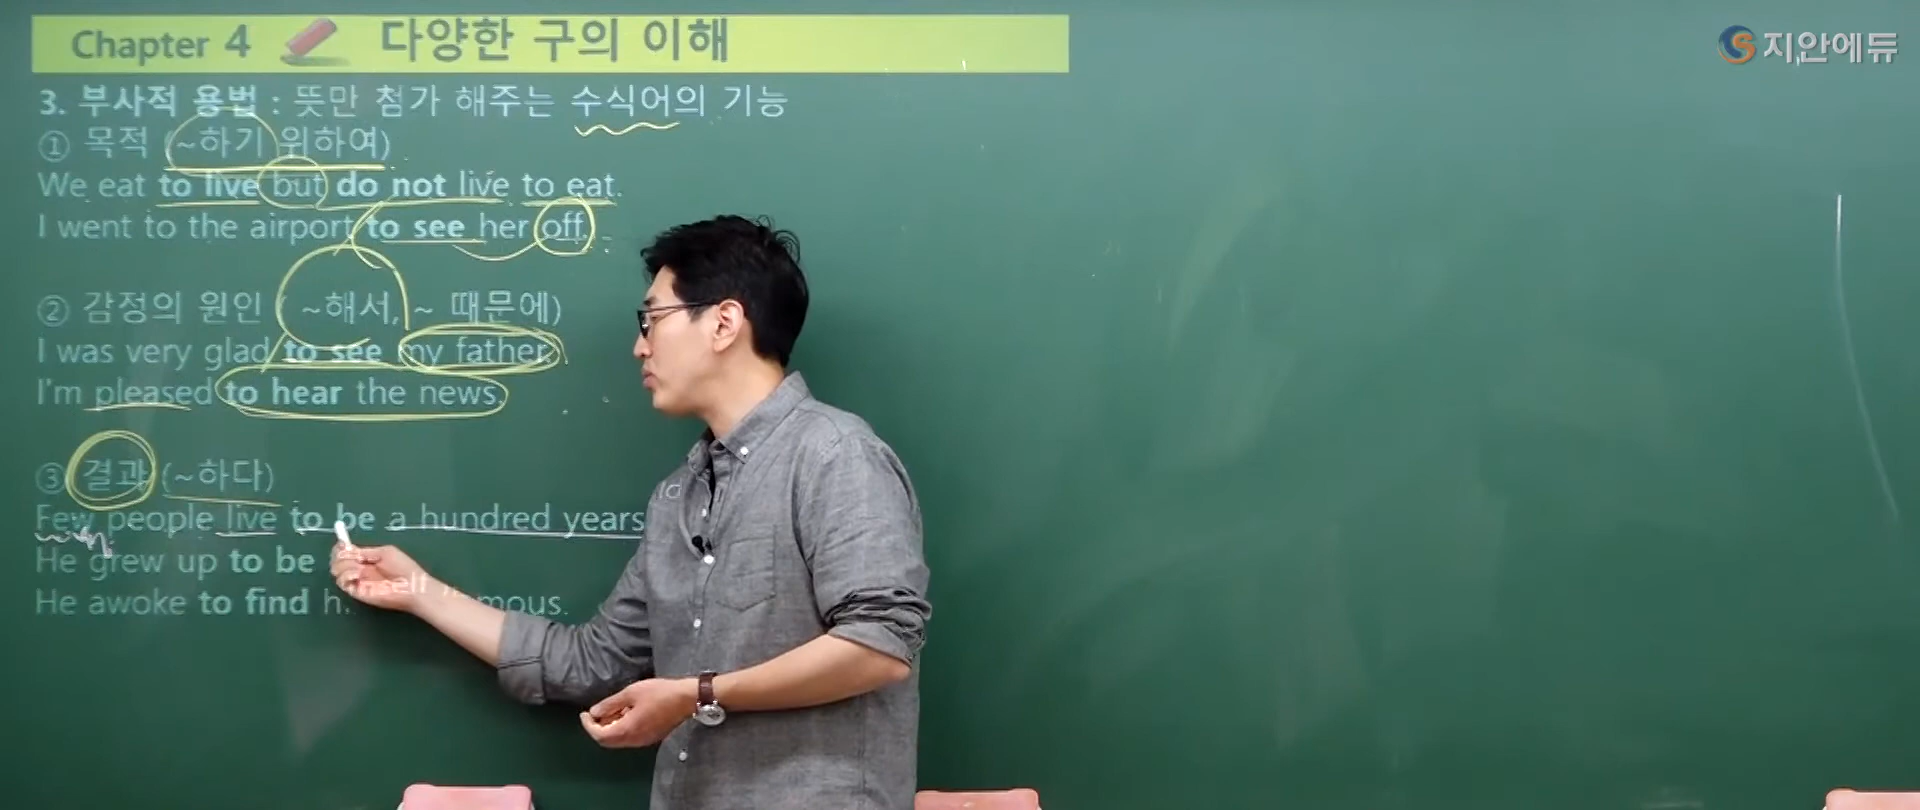 Chapter 4 다양한 구의 이해
지안에듀
3. 부사적 용법 : 뜻만 첨가 해주는 수식어의 기능
① 목적 (~하기 위하여)
We eat to live but do not live to eat.
I went to the airport to see her off.
② 감정의 원인 ( ~해서, ~ 때문에)
I was very glad to see my father.
I'm pleased to hear the news.
③ 결과 (~하다)
Few people live to be a hundred years
He grew up to be
He awoke to find